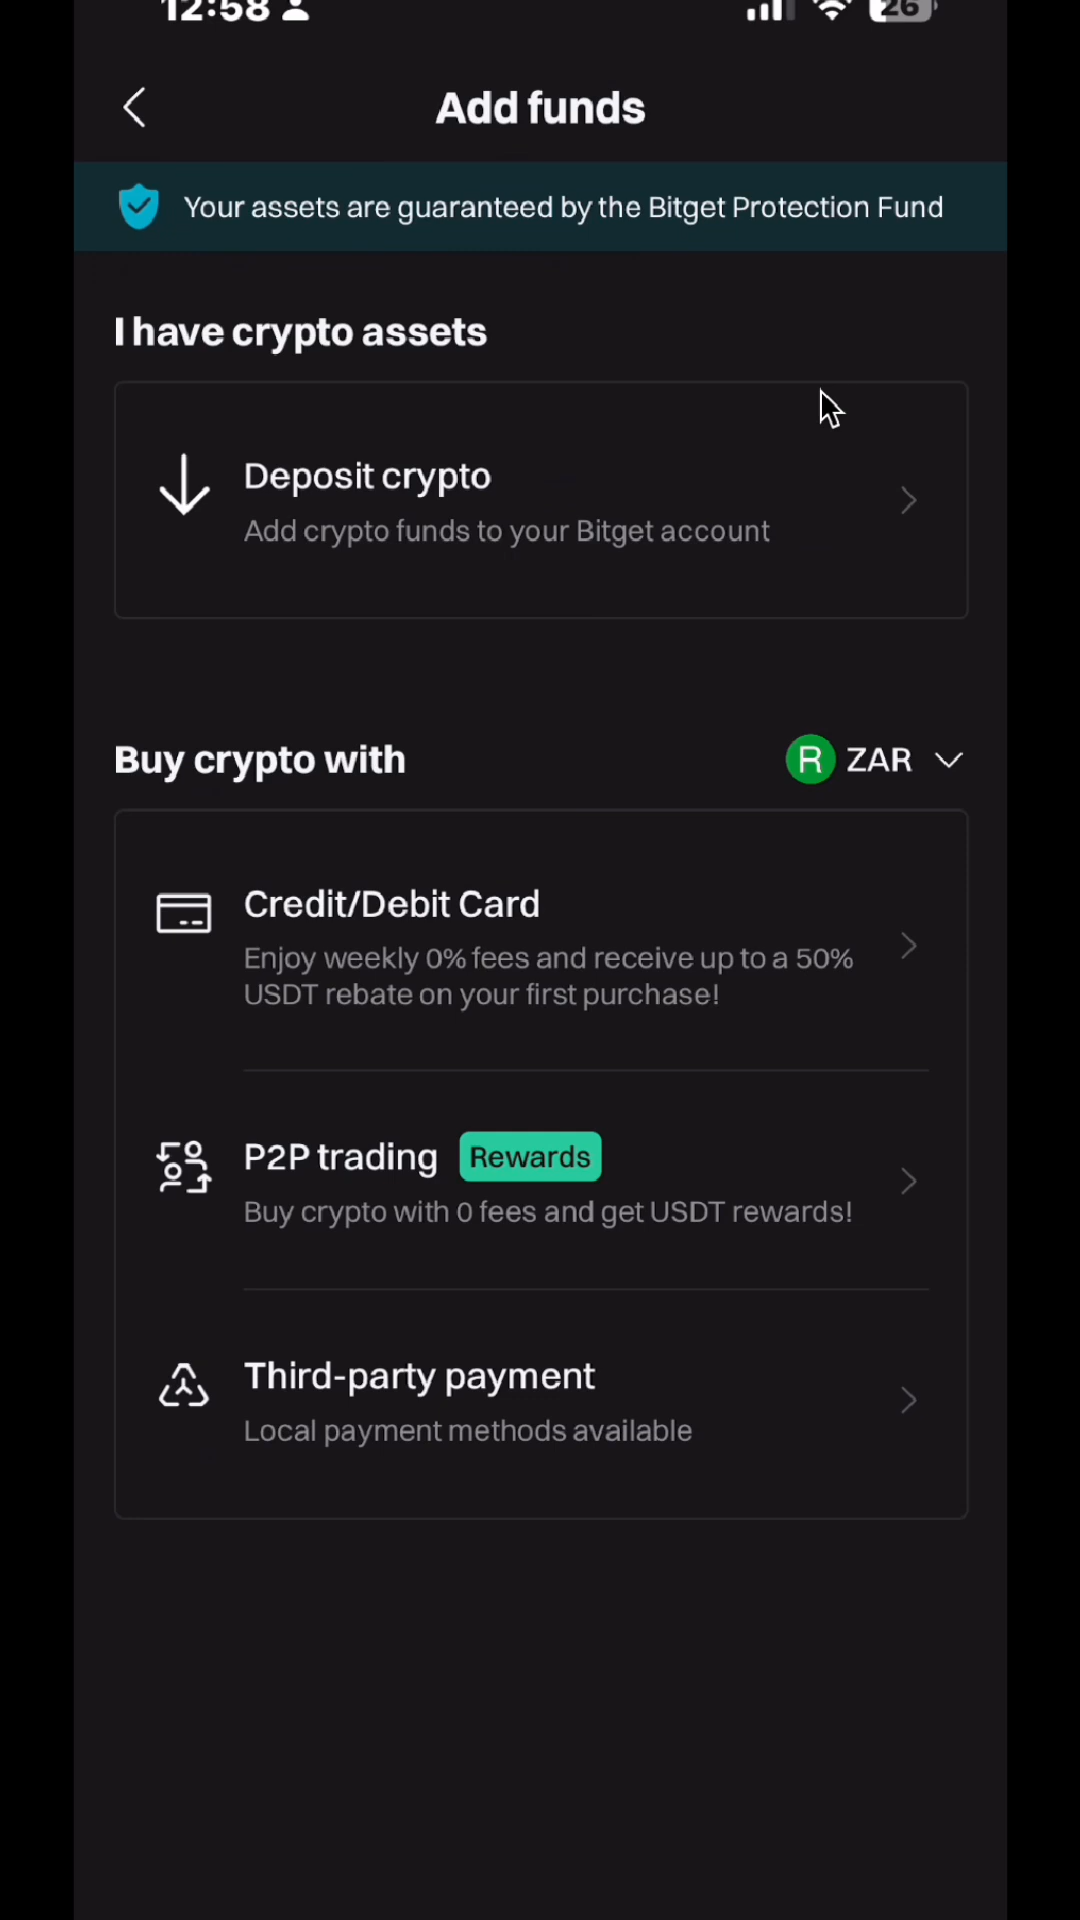 12:58
26
Add funds
Your assets are guaranteed by the Bitget Protection Fund
I have crypto assets
Deposit crypto
Add crypto funds to your Bitget account
Buy crypto with
R ZAR
Credit/Debit Card
Enjoy weekly 0% fees and receive up to a 50%
USDT rebate on your first purchase!
P2P trading Rewards
Buy crypto with 0 fees and get USDT rewards!
Third-party payment
Local payment methods available